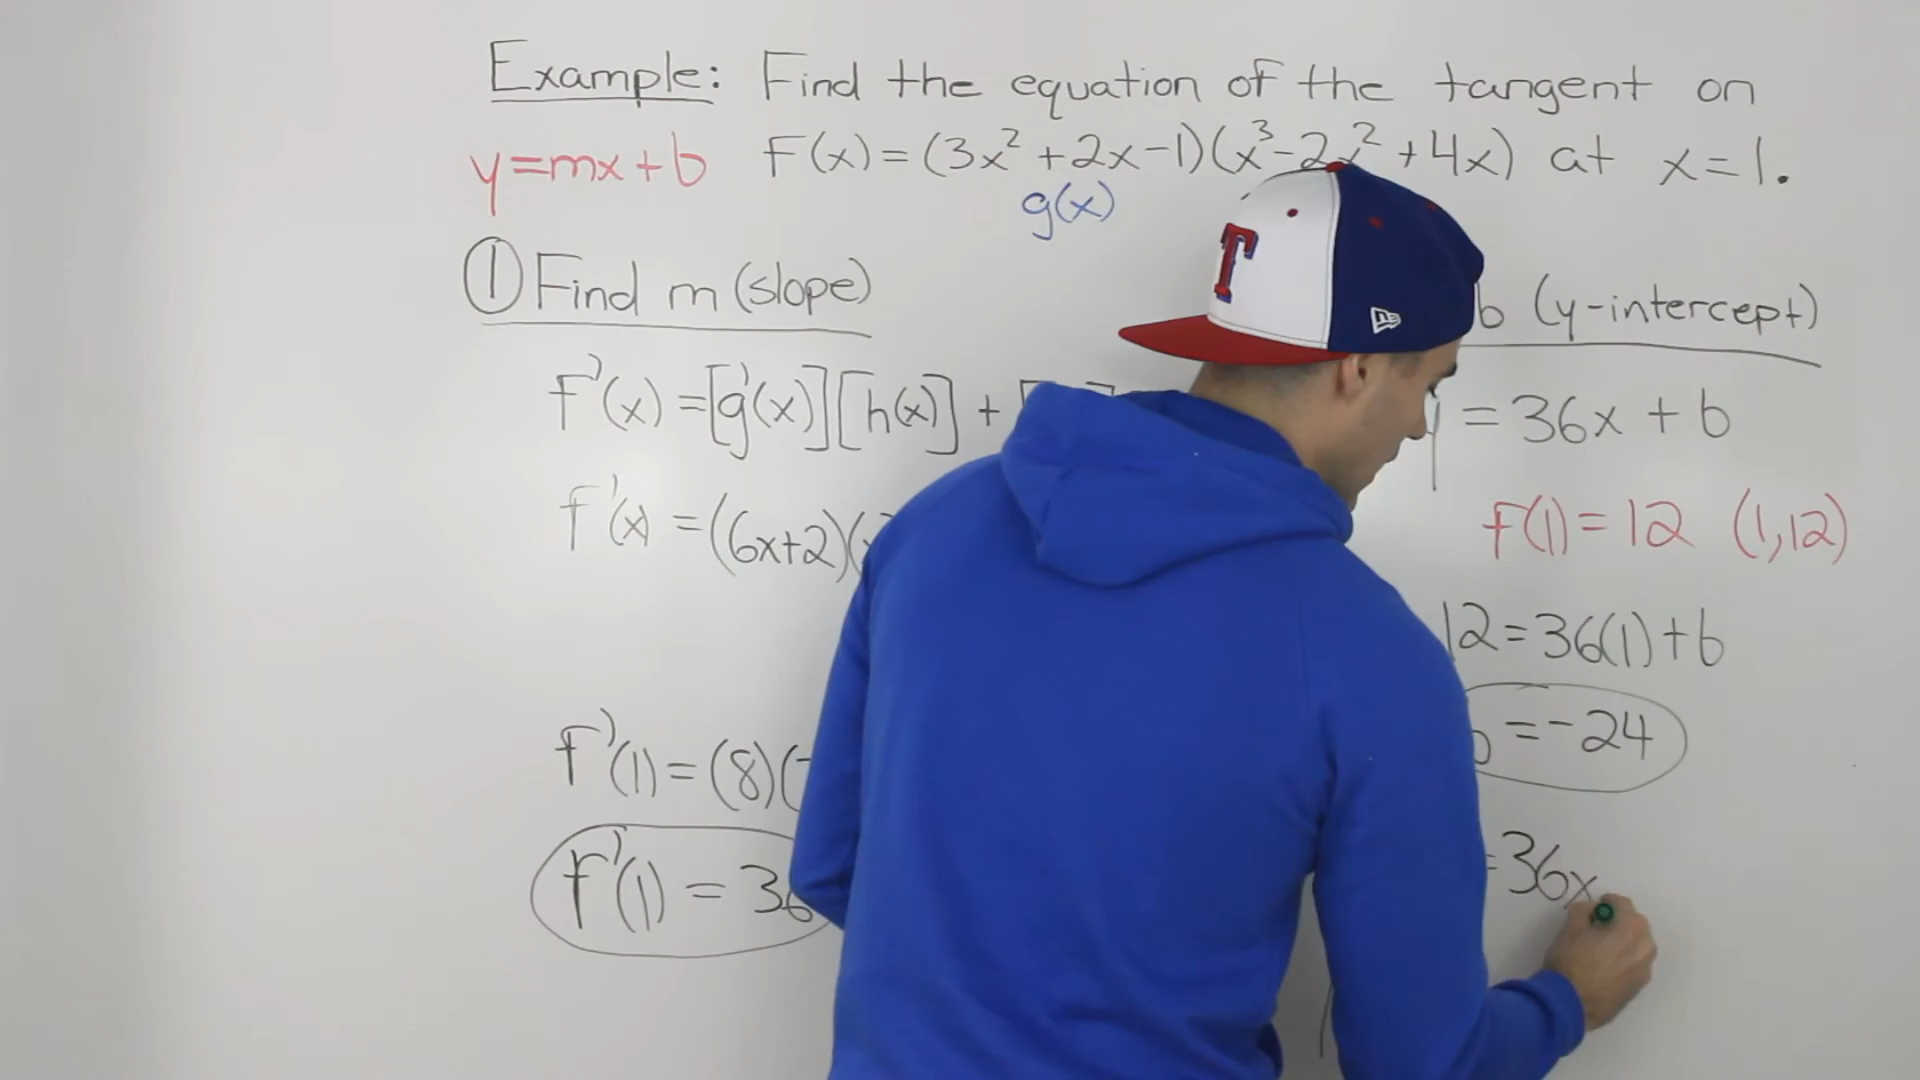 Example: Find the equation of the tangent on
y=mx+b f(x)=(3x²+2x-1)(x³-2x²+4x) at x=1.
g(x)
① Find m (slope)
f'(x)=[g'(x)][h(x)]+
f'(x)=(6x+2)(
f'(1)=(8)(
f'(1)=36
b (y-intercept)
y=36x+b
f(1)=12 (1,12)
12=36(1)+b
b=-24
=36x
T